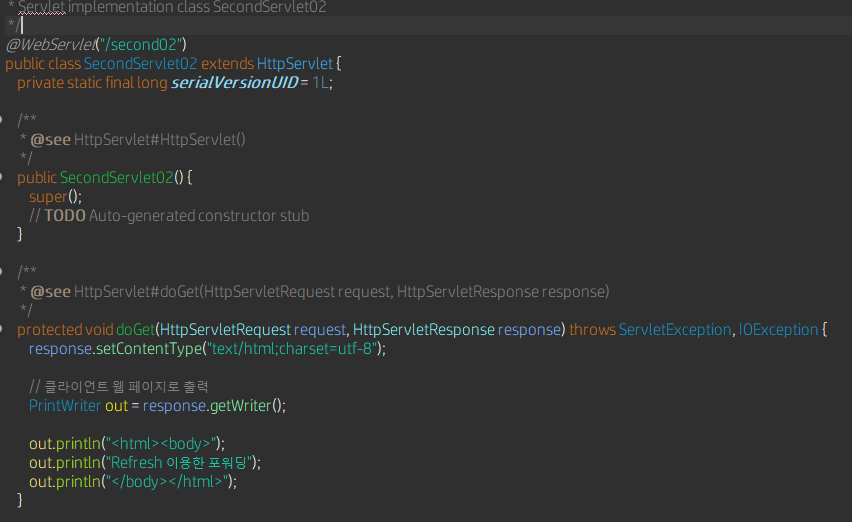 * Servlet implementation class SecondServlet02
*/
@WebServlet("/second02")
public class SecondServlet02 extends HttpServlet {
private static final long serialVersionUID = 1L;
/**
* @see HttpServlet#HttpServlet()
*/
public SecondServlet02() {
super();
// TODO Auto-generated constructor stub
}
/**
* @see HttpServlet#doGet(HttpServletRequest request, HttpServletResponse response)
*/
protected void doGet(HttpServletRequest request, HttpServletResponse response) throws ServletException, IOException {
response.setContentType("text/html;charset=utf-8");
// 클라이언트 웹 페이지로 출력
PrintWriter out = response.getWriter();
out.println("<html><body>");
out.println("Refresh 이용한 포워딩");
out.println("</body></html>");
}